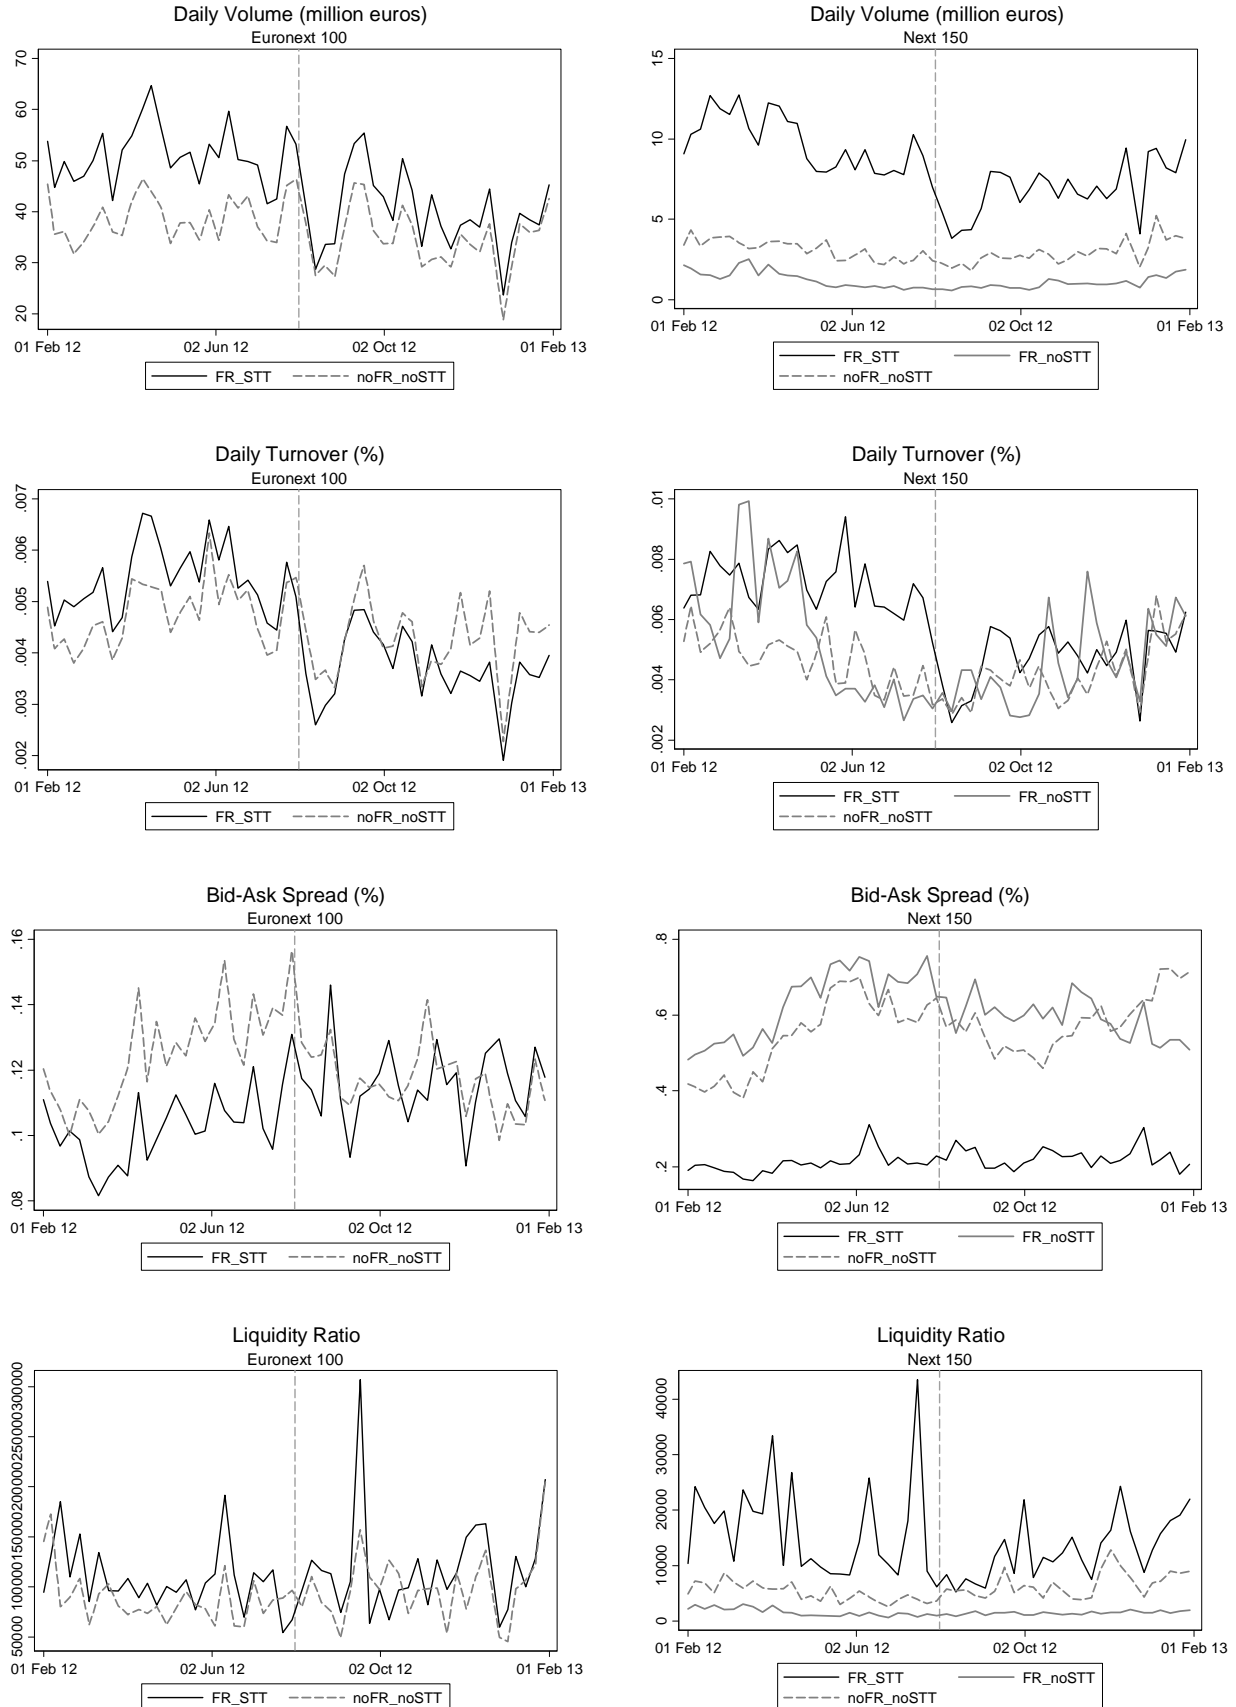 Daily Volume (million euros)
Euronext 100
70
60
50
40
30
20
01 Feb 12 02 Jun 12 02 Oct 12 01 Feb 13
FR_STT noFR_noSTT
Daily Volume (million euros)
Next 150
15
10
5
0
01 Feb 12 02 Jun 12 02 Oct 12 01 Feb 13
FR_STT FR_noSTT
noFR_noSTT
Daily Turnover (%)
Euronext 100
.007
.006
.005
.004
.003
.002
01 Feb 12 02 Jun 12 02 Oct 12 01 Feb 13
FR_STT noFR_noSTT
Daily Turnover (%)
Next 150
.01
.008
.006
.004
.002
01 Feb 12 02 Jun 12 02 Oct 12 01 Feb 13
FR_STT FR_noSTT
noFR_noSTT
Bid-Ask Spread (%)
Euronext 100
.16
.14
.12
.1
.08
01 Feb 12 02 Jun 12 02 Oct 12 01 Feb 13
FR_STT noFR_noSTT
Bid-Ask Spread (%)
Next 150
.8
.6
.4
.2
01 Feb 12 02 Jun 12 02 Oct 12 01 Feb 13
FR_STT FR_noSTT
noFR_noSTT
Liquidity Ratio
Euronext 100
300000
250000
200000
150000
100000
50000
01 Feb 12 02 Jun 12 02 Oct 12 01 Feb 13
FR_STT noFR_noSTT
Liquidity Ratio
Next 150
40000
30000
20000
10000
0
01 Feb 12 02 Jun 12 02 Oct 12 01 Feb 13
FR_STT FR_noSTT
noFR_noSTT